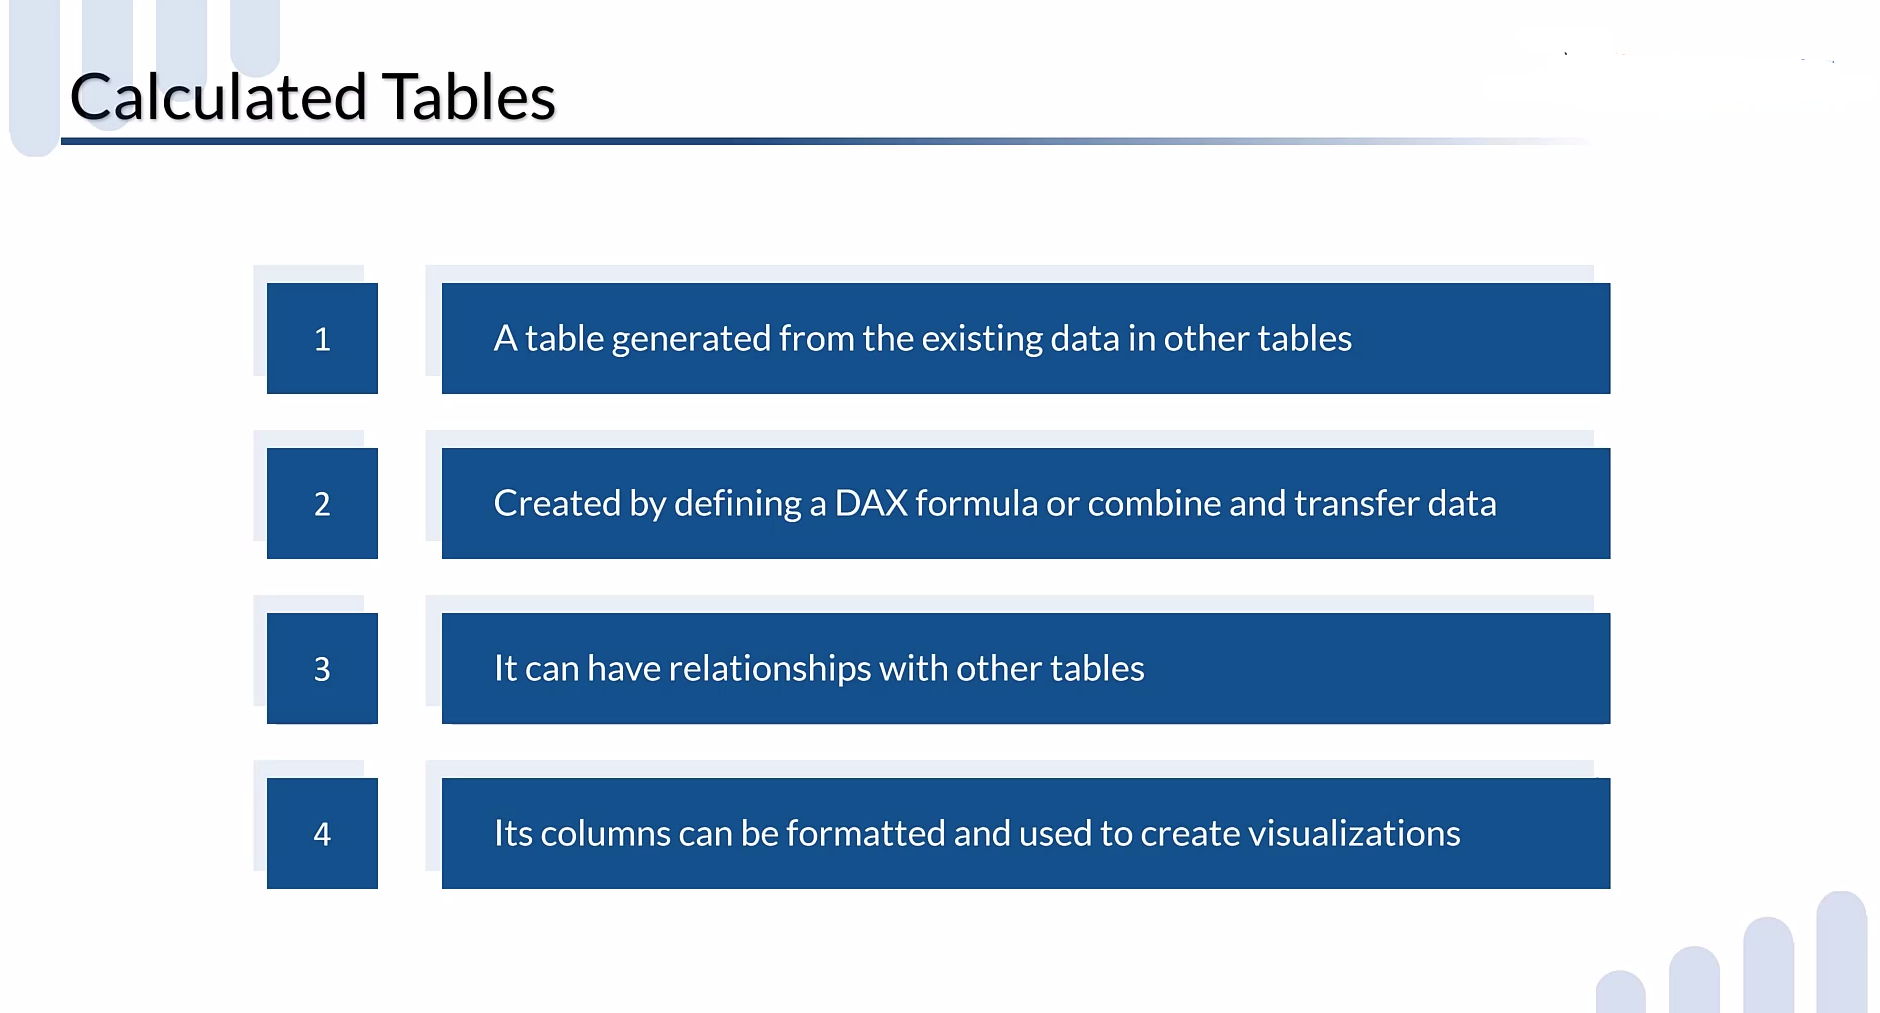 Calculated Tables
1
A table generated from the existing data in other tables
2
Created by defining a DAX formula or combine and transfer data
3
It can have relationships with other tables
4
Its columns can be formatted and used to create visualizations